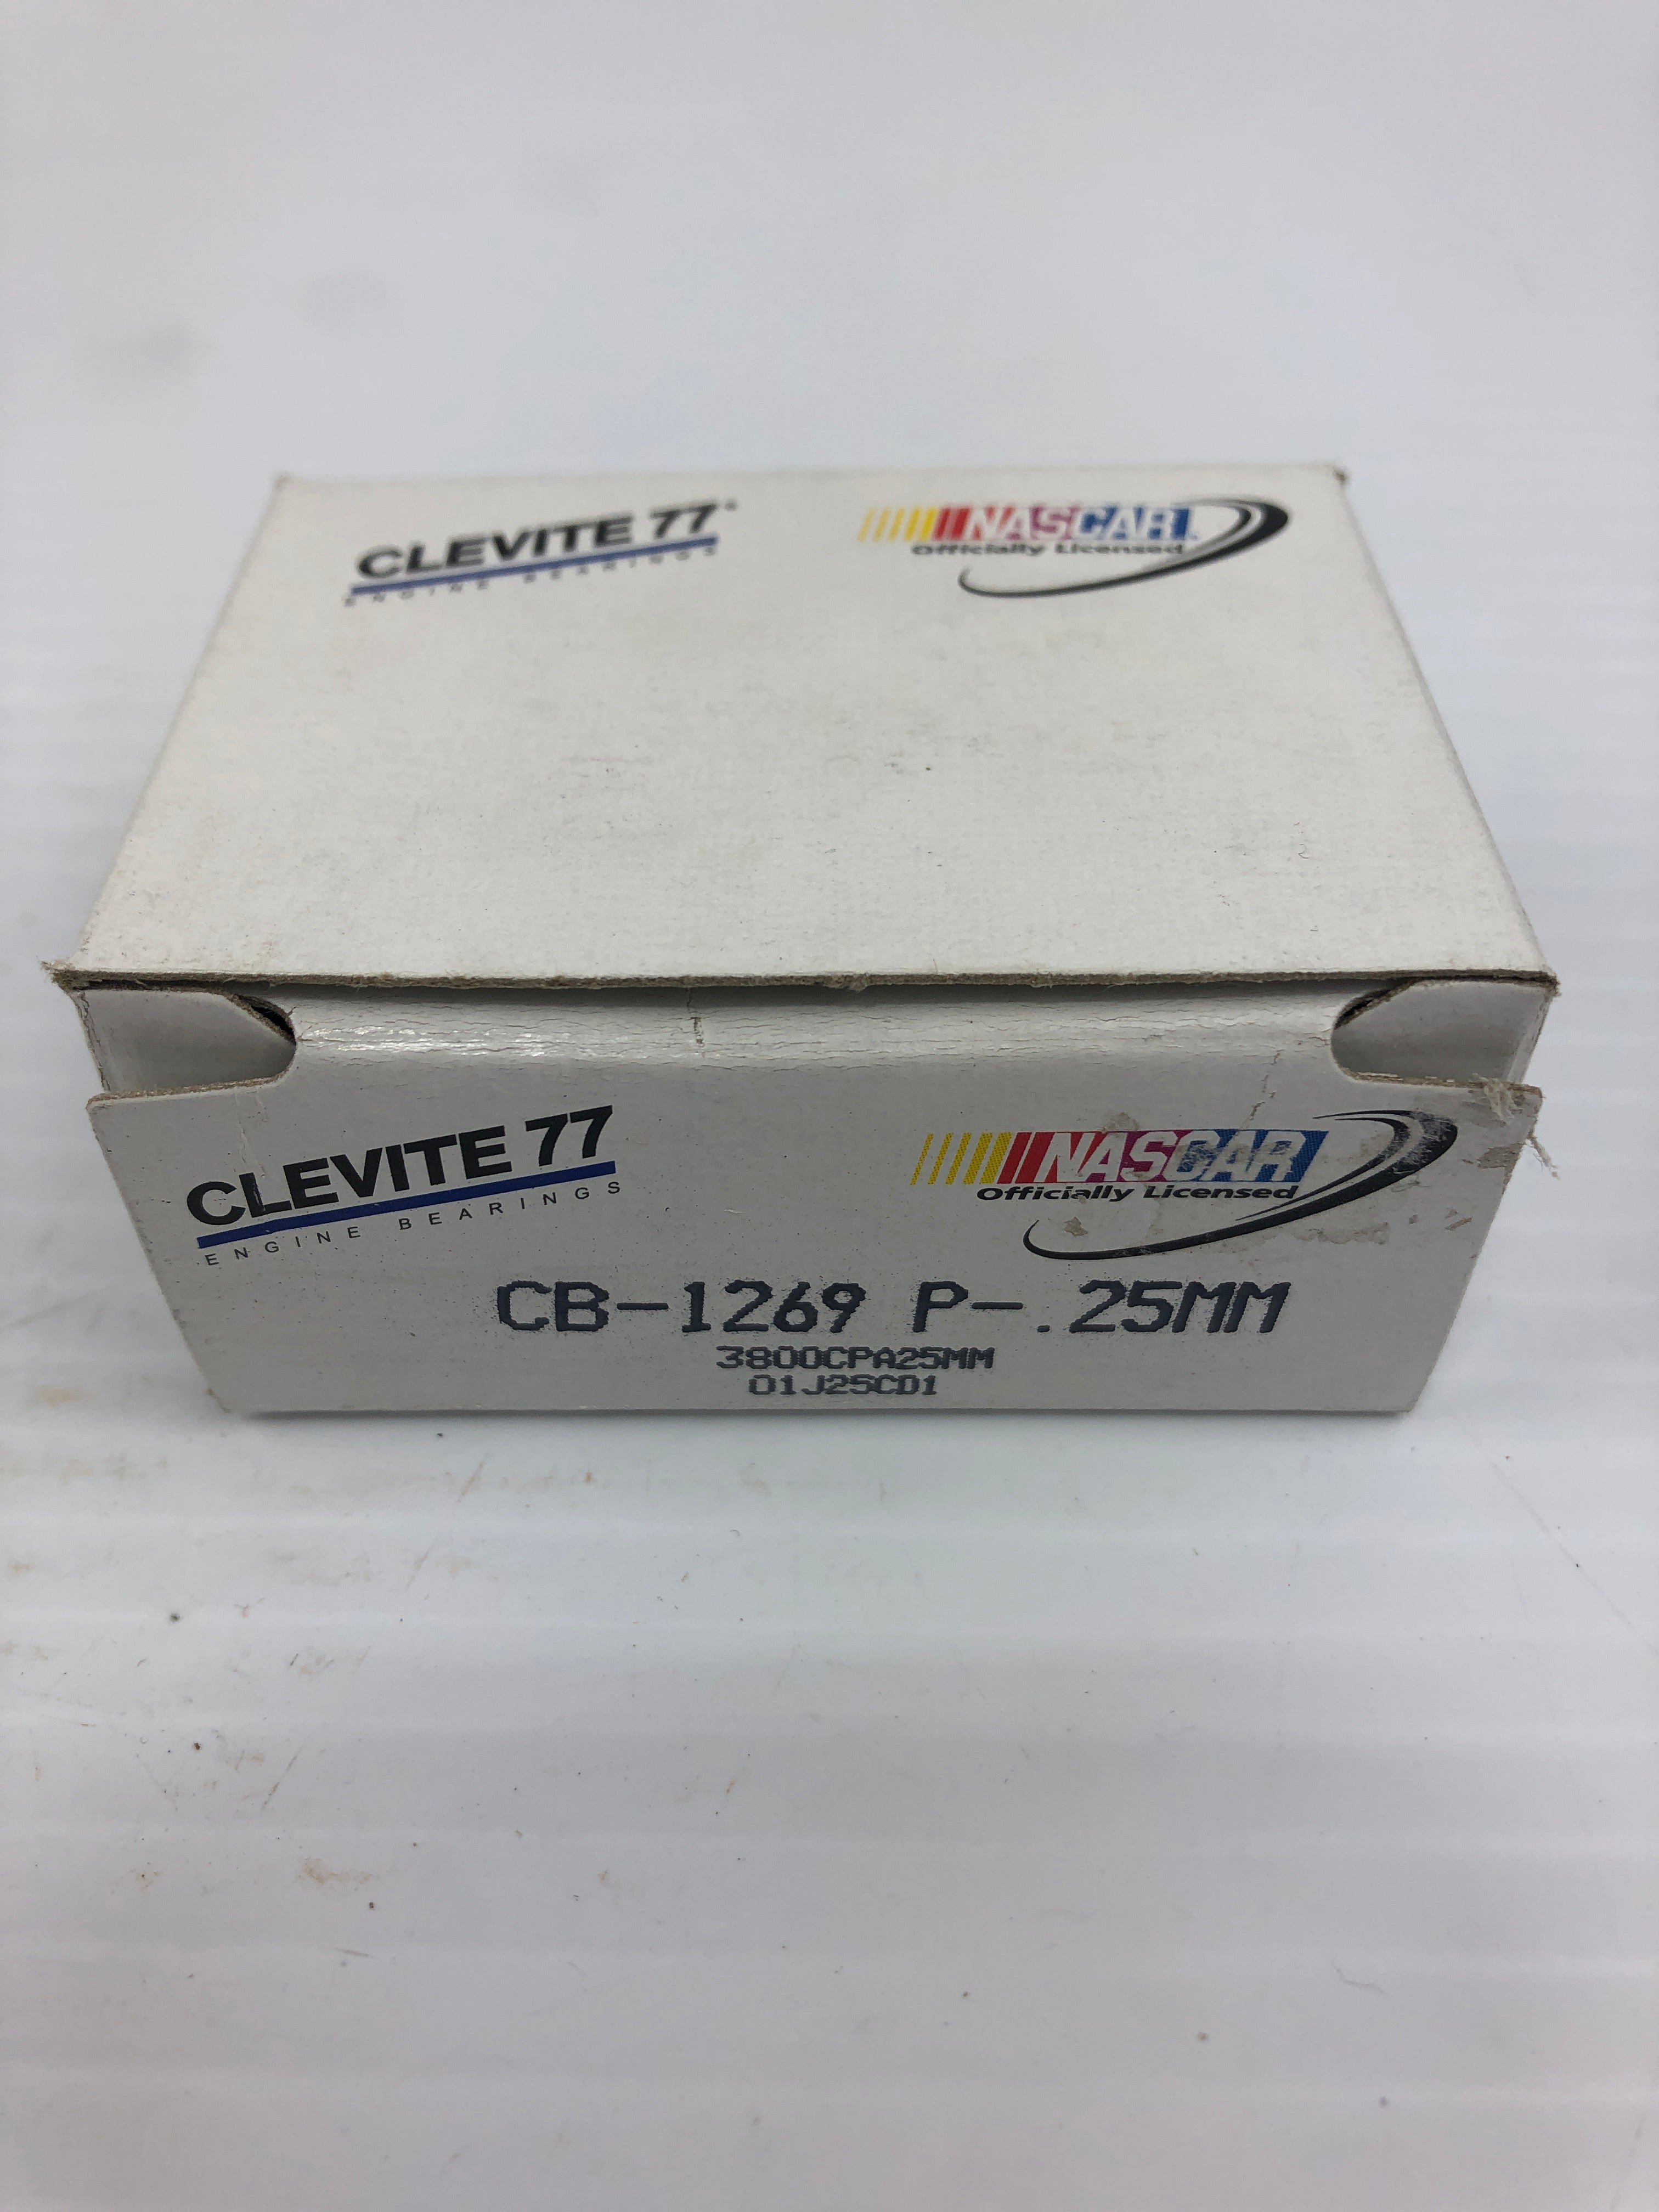 CLEVITE 77®
ENGINE BEARINGS
NASCAR.
Officially Licensed
CLEVITE 77
ENGINE BEARINGS
NASCAR
Officially Licensed
CB-1269 P-.25MM
3800CPA25MM
01J25CD1